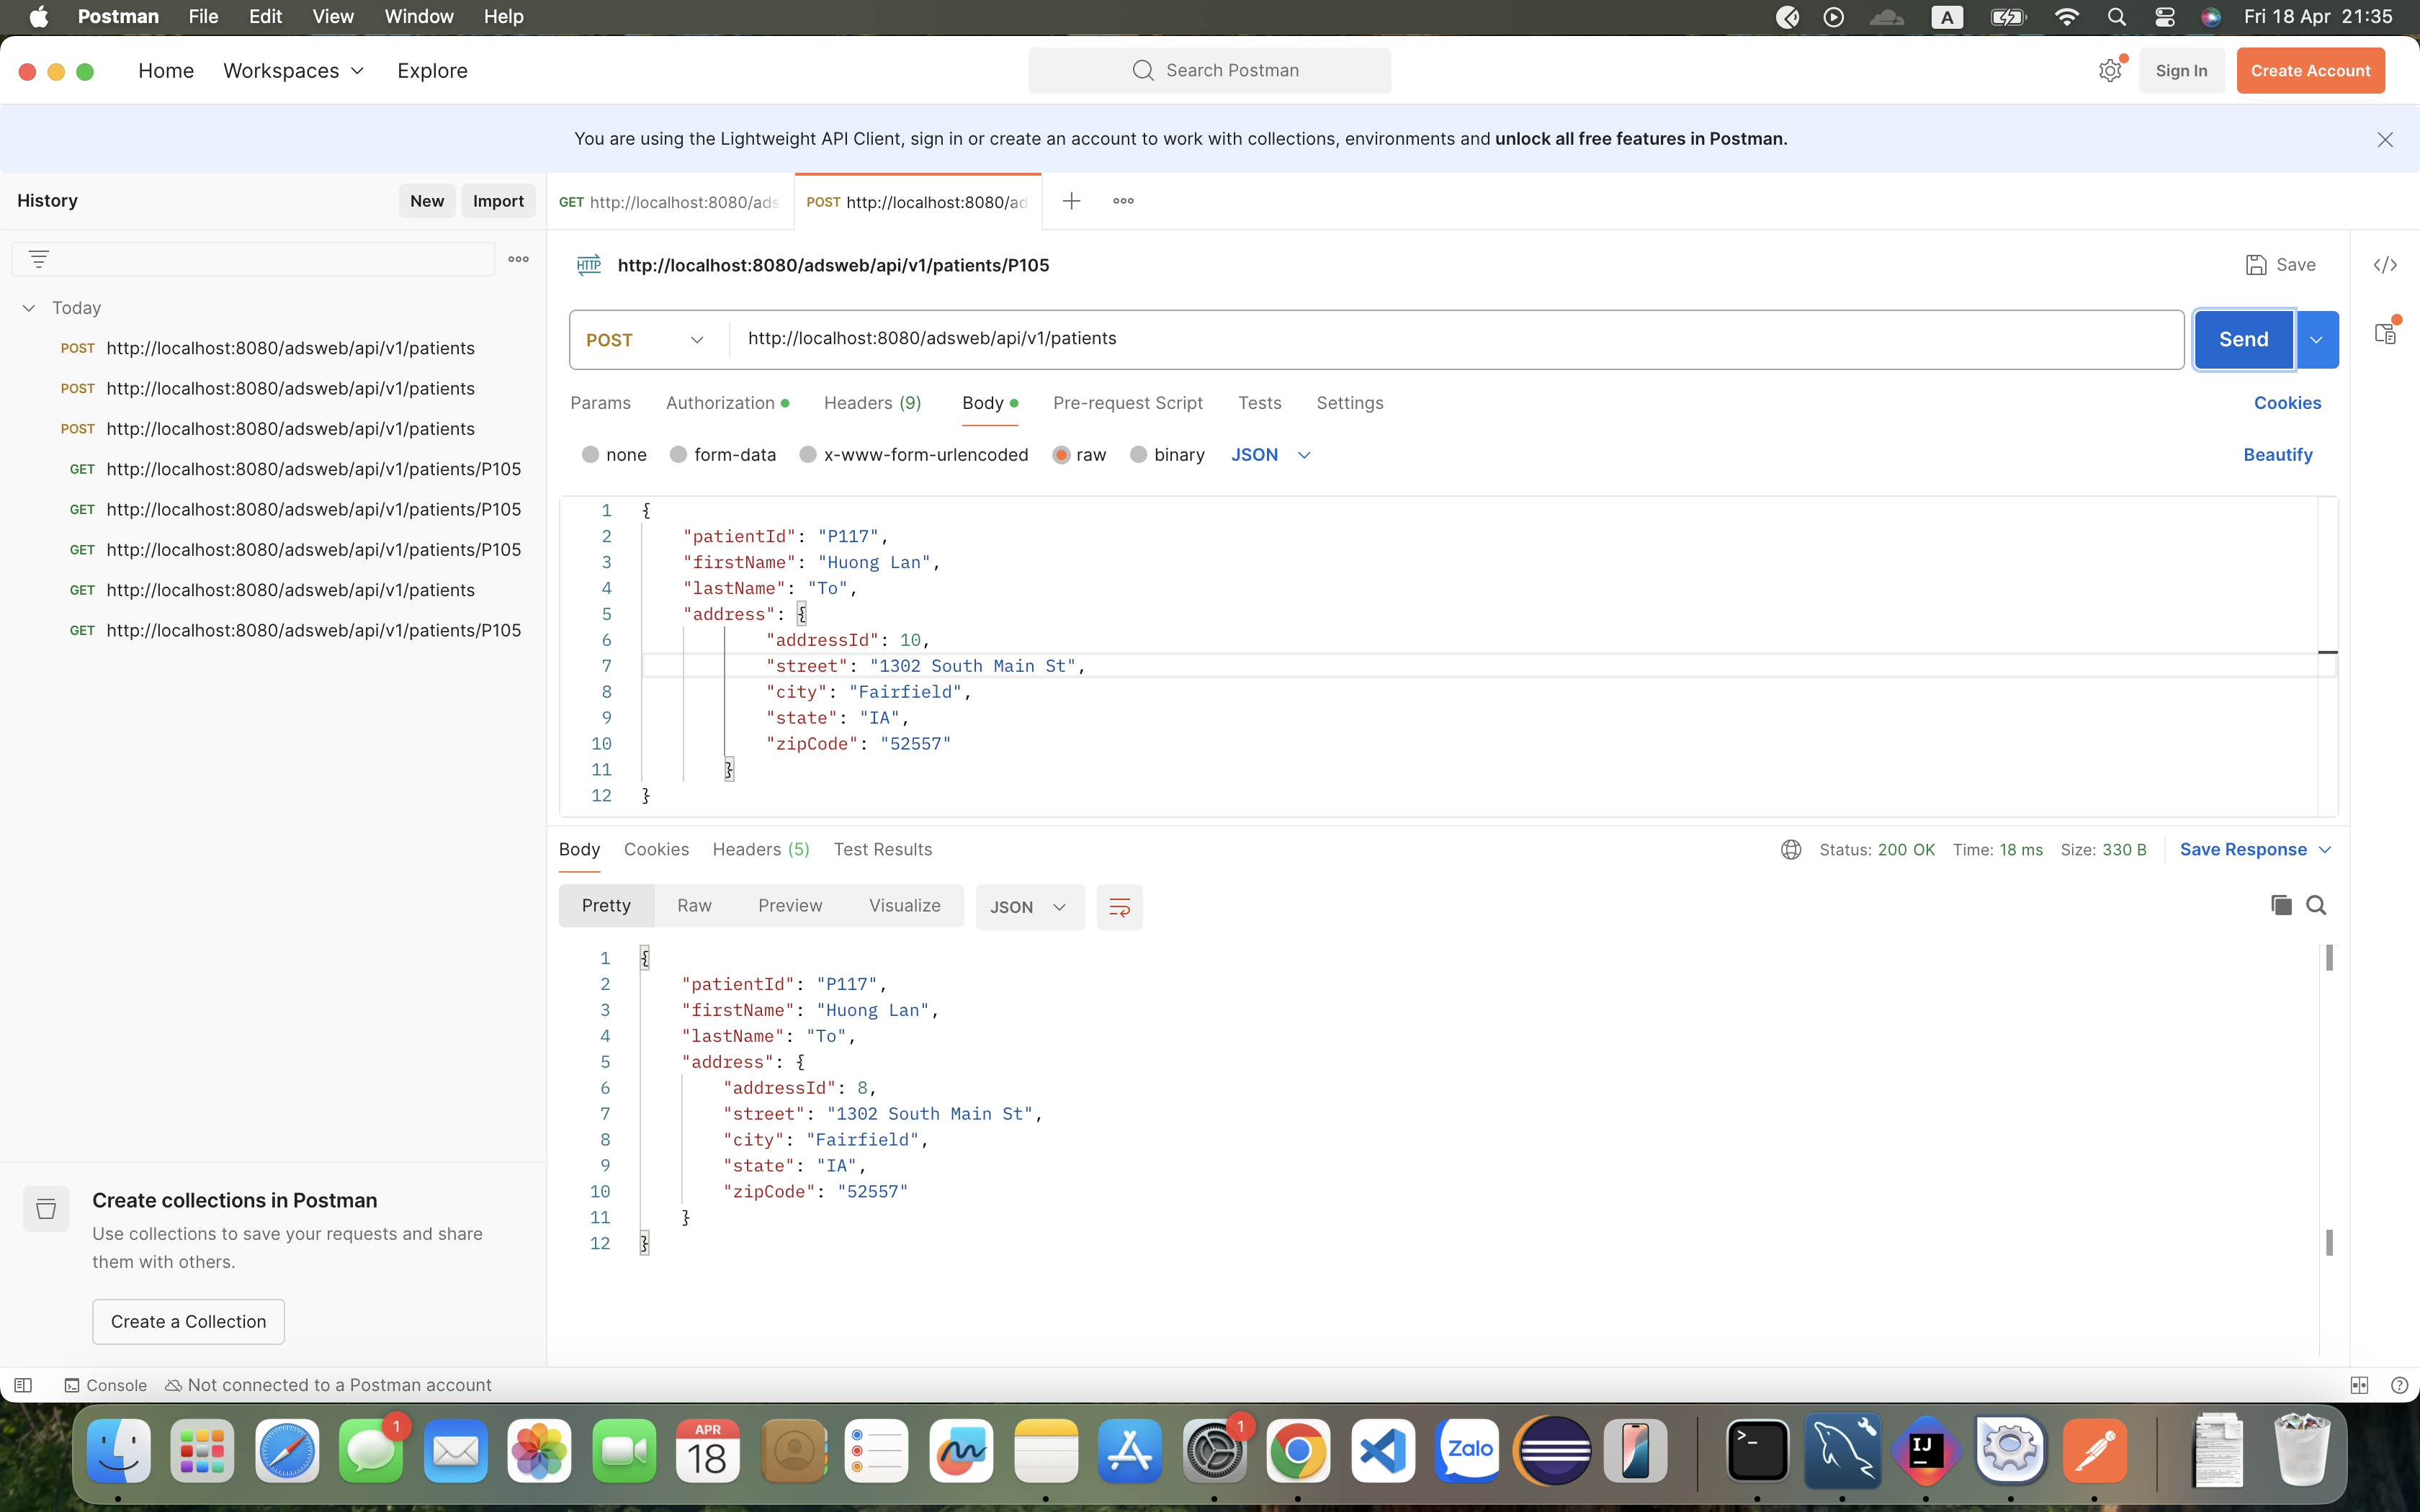 Postman File Edit View Window Help A Fri 18 Apr 21:35
Home Workspaces Explore Search Postman Sign In Create Account
You are using the Lightweight API Client, sign in or create an account to work with collections, environments and unlock all free features in Postman.
History New Import
GET http://localhost:8080/ads POST http://localhost:8080/ad
Today
POST http://localhost:8080/adsweb/api/v1/patients
POST http://localhost:8080/adsweb/api/v1/patients
POST http://localhost:8080/adsweb/api/v1/patients
GET http://localhost:8080/adsweb/api/v1/patients/P105
GET http://localhost:8080/adsweb/api/v1/patients/P105
GET http://localhost:8080/adsweb/api/v1/patients/P105
GET http://localhost:8080/adsweb/api/v1/patients
GET http://localhost:8080/adsweb/api/v1/patients/P105
Create collections in Postman
Use collections to save your requests and share
them with others.
Create a Collection
HTTP http://localhost:8080/adsweb/api/v1/patients/P105 Save </>
POST http://localhost:8080/adsweb/api/v1/patients Send
Params Authorization Headers (9) Body Pre-request Script Tests Settings Cookies
none form-data x-www-form-urlencoded raw binary JSON Beautify
1 {
2 "patientId": "P117",
3 "firstName": "Huong Lan",
4 "lastName": "To",
5 "address": {
6 "addressId": 10,
7 "street": "1302 South Main St",
8 "city": "Fairfield",
9 "state": "IA",
10 "zipCode": "52557"
11 }
12 }
Body Cookies Headers (5) Test Results Status: 200 OK Time: 18 ms Size: 330 B Save Response
Pretty Raw Preview Visualize JSON
1 {
2 "patientId": "P117",
3 "firstName": "Huong Lan",
4 "lastName": "To",
5 "address": {
6 "addressId": 8,
7 "street": "1302 South Main St",
8 "city": "Fairfield",
9 "state": "IA",
10 "zipCode": "52557"
11 }
12 }
Console Not connected to a Postman account
1 APR 18 1 Zalo >_ IJ